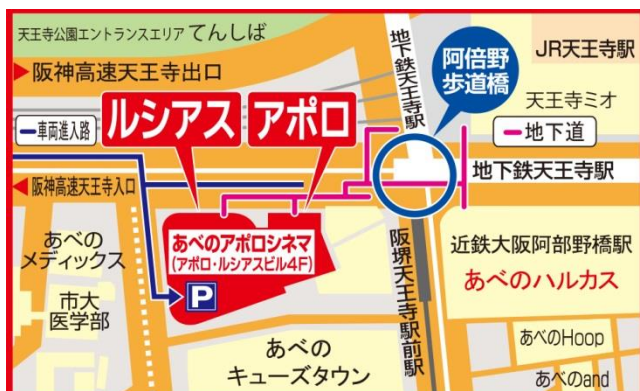 天王寺公園エントランスエリア てんしば
▶阪神高速天王寺出口
ー車両進入路
ルシアス
アポロ
地下鉄天王寺駅
阿倍野
歩道橋
JR天王寺駅
天王寺ミオ
ー地下道
地下鉄天王寺駅
◀阪神高速天王寺入口
あべの
メディックス
市大
医学部
あべのアポロシネマ
(アポロ・ルシアスビル4F)
P
あべの
キューズタウン
阪堺天王寺駅前駅
近鉄大阪阿部野橋駅
あべのハルカス
あべのHoop
あべのand